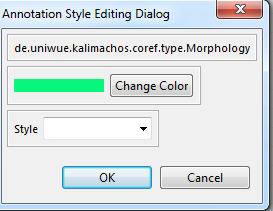 Annotation Style Editing Dialog
de.uniwue.kalimachos.coref.type.Morphology
Change Color
Style
OK
Cancel